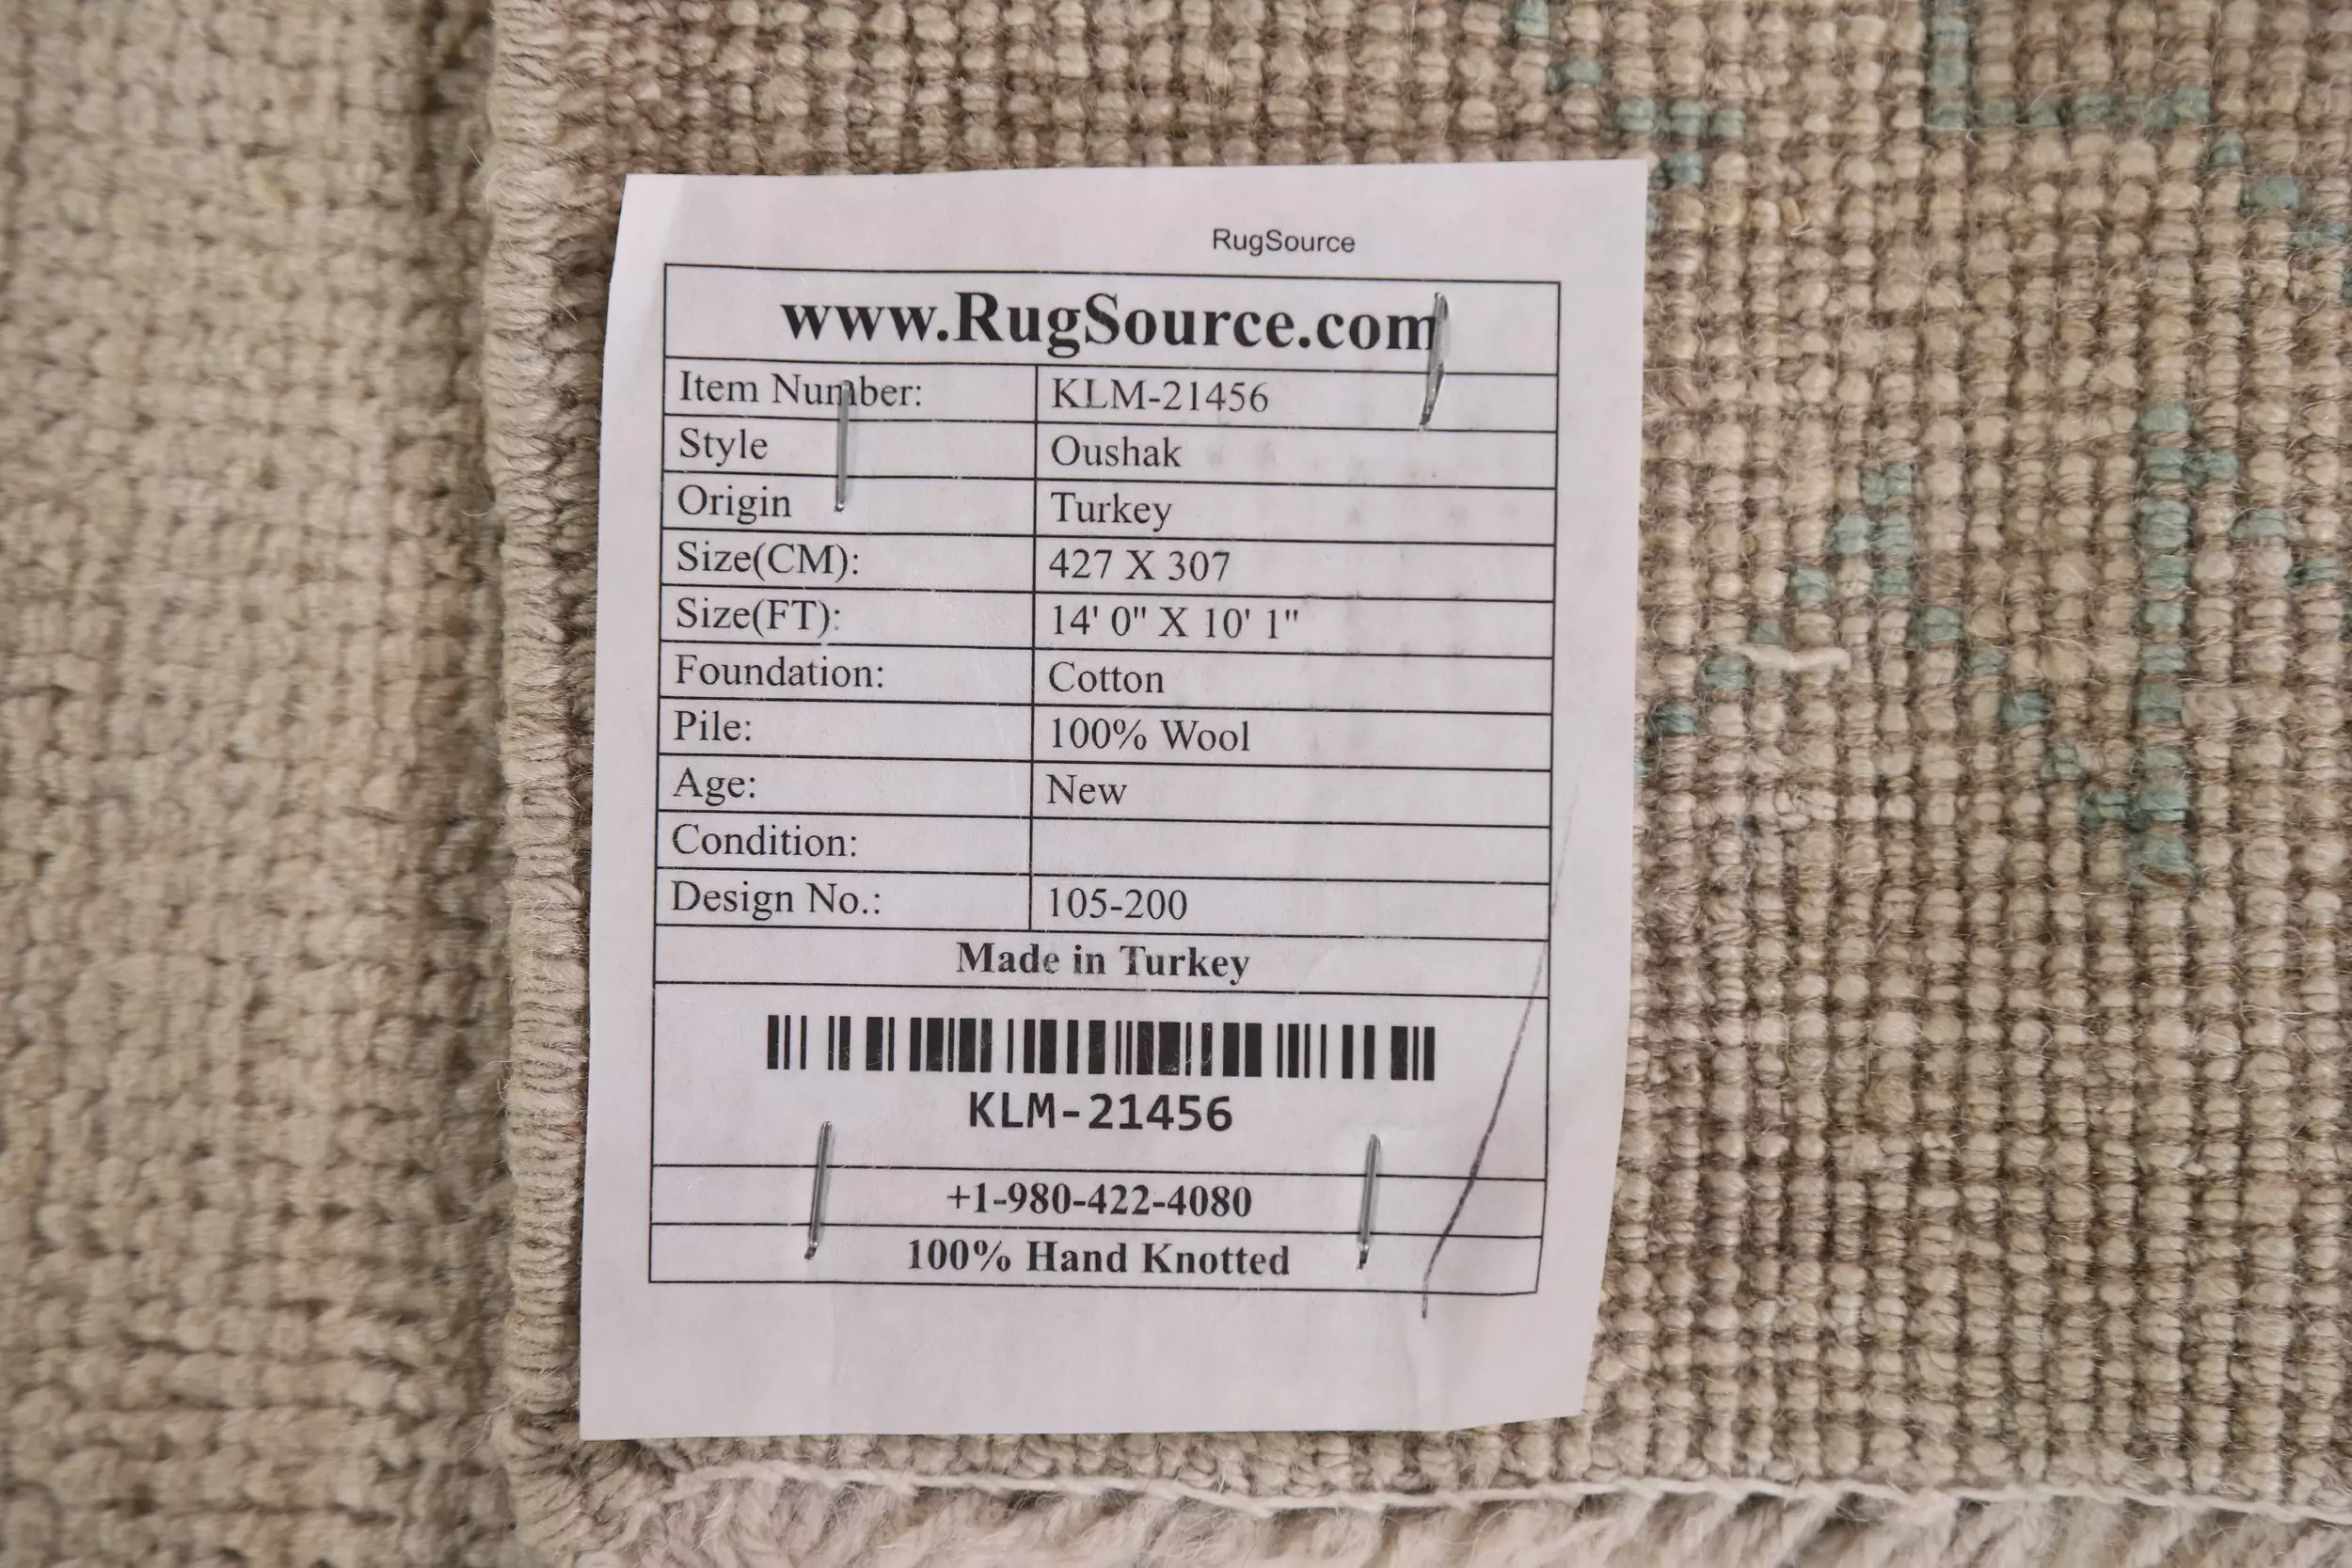 RugSource
www.RugSource.com
Item Number: KLM-21456
Style Oushak
Origin Turkey
Size(CM): 427 X 307
Size(FT): 14' 0" X 10' 1"
Foundation: Cotton
Pile: 100% Wool
Age: New
Condition:
Design No.: 105-200
Made in Turkey
KLM-21456
+1-980-422-4080
100% Hand Knotted